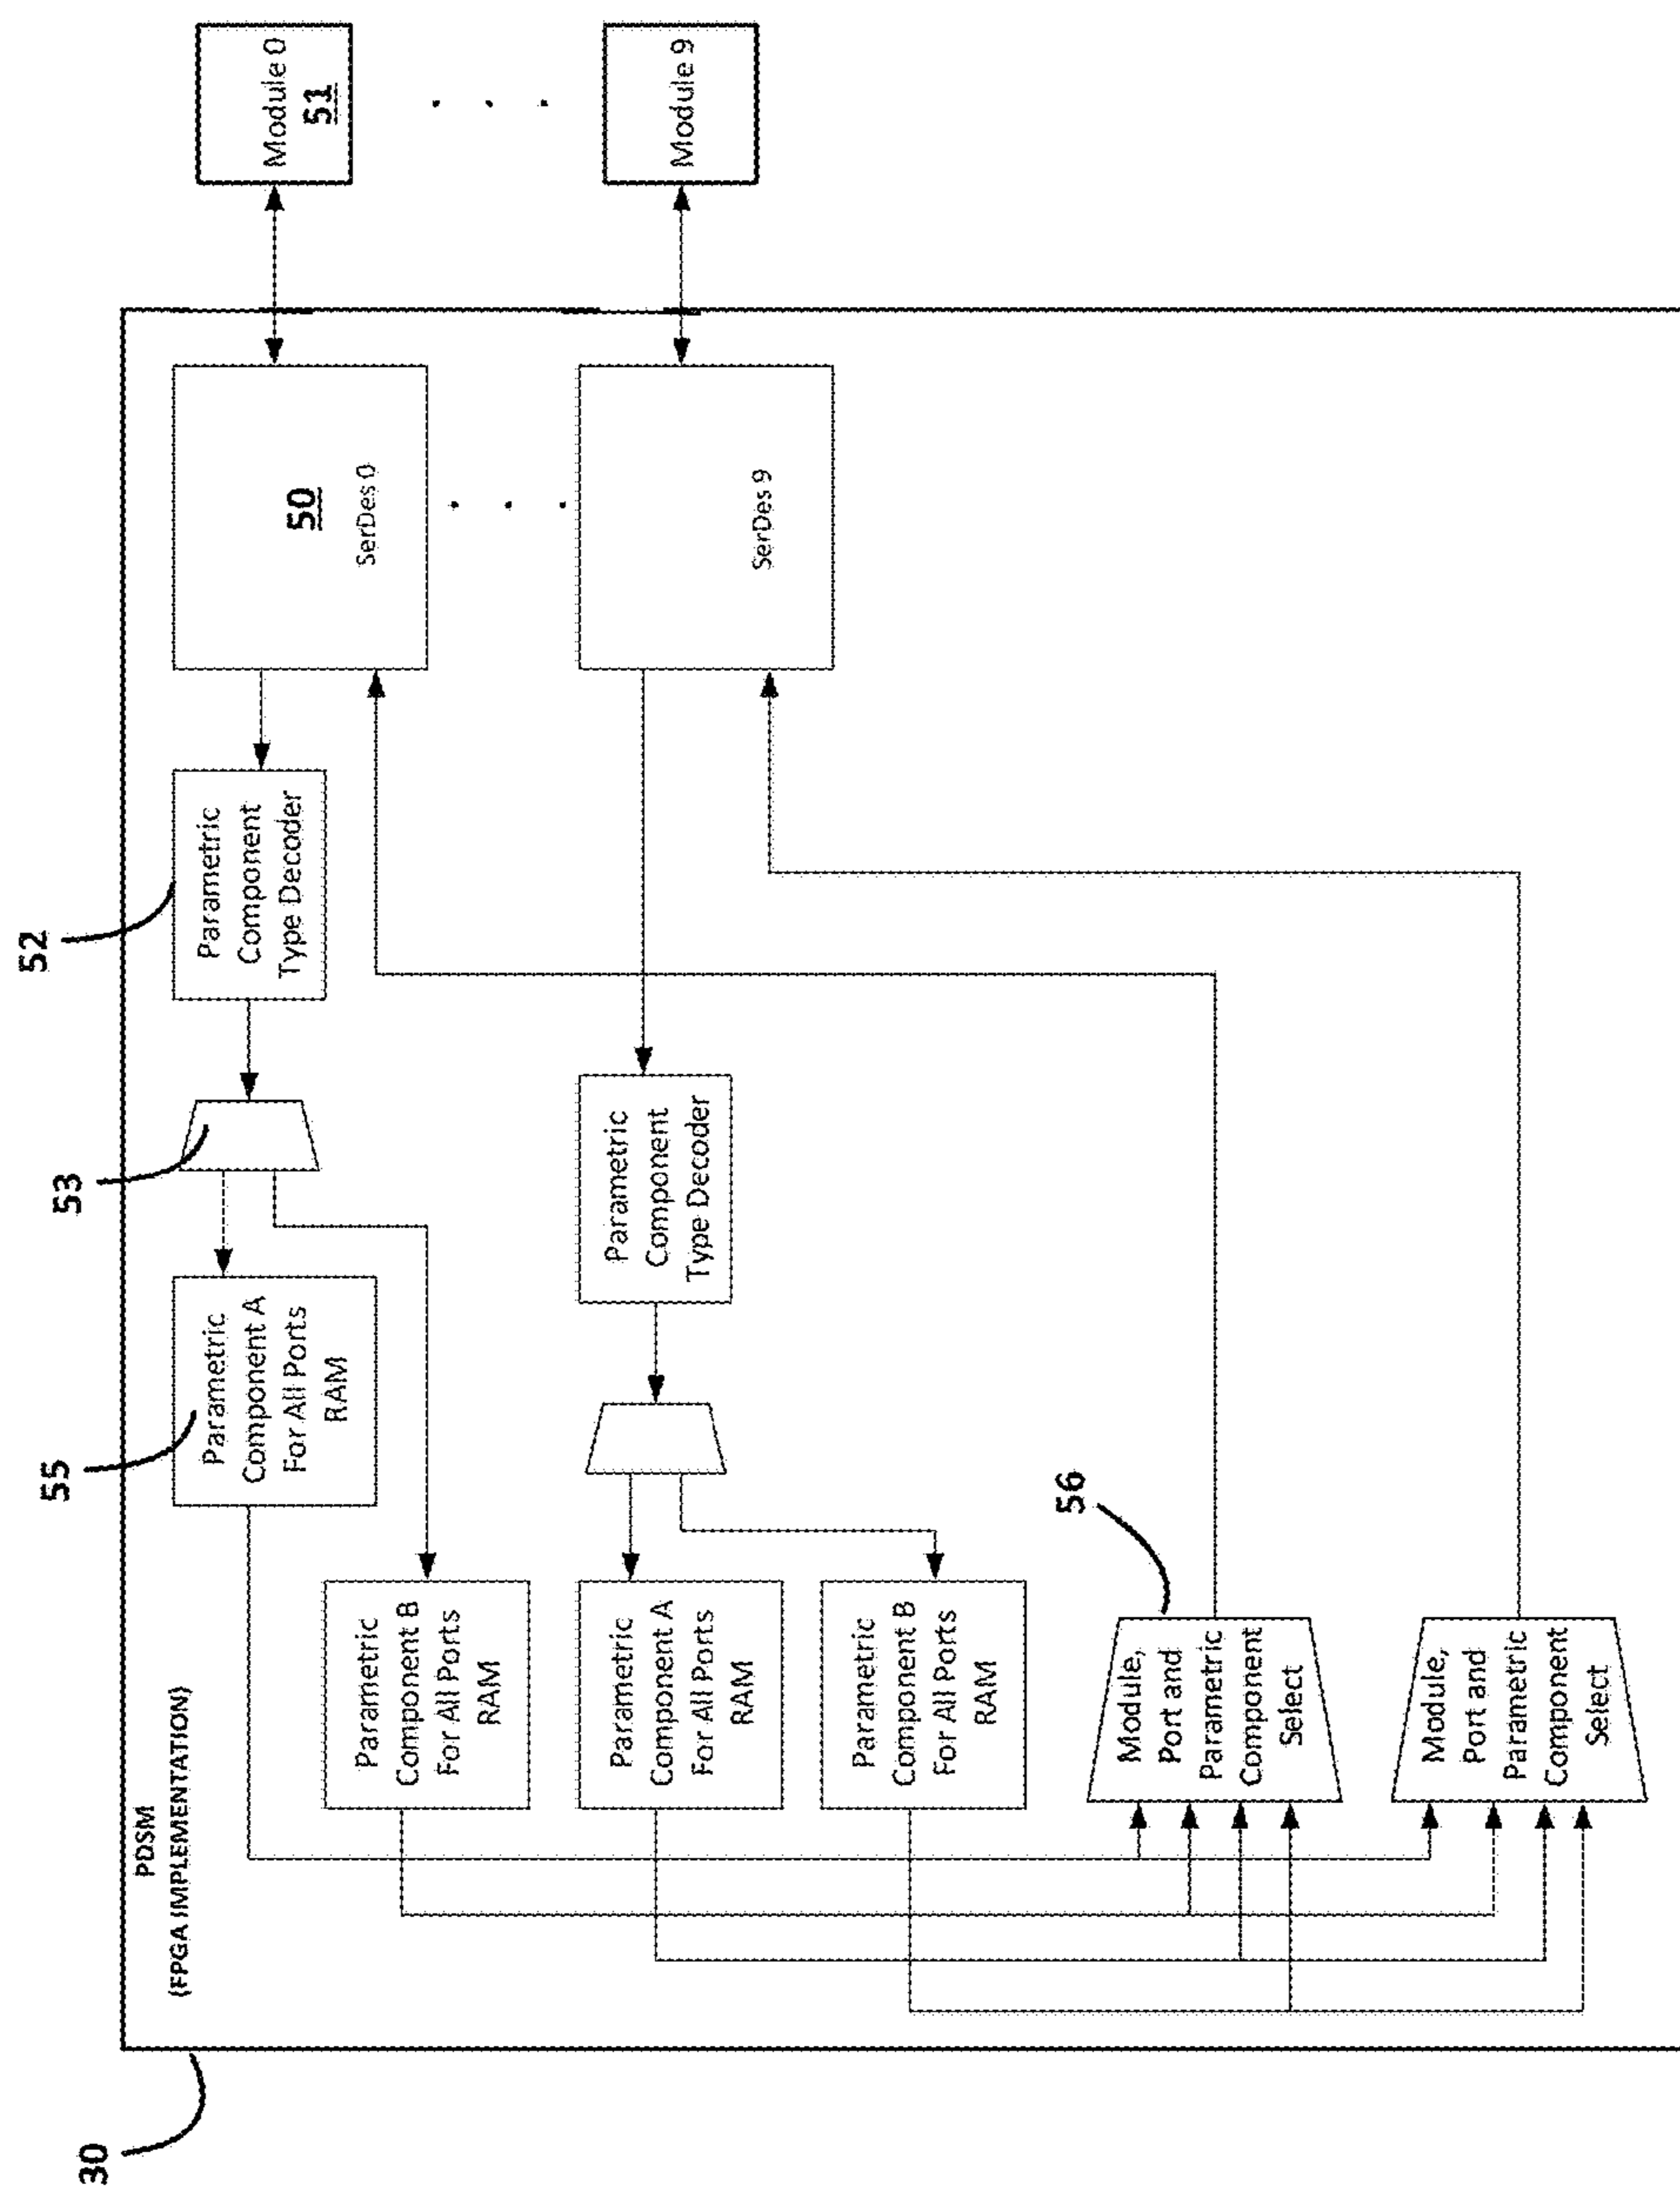 30
PDSM
(FPGA IMPLEMENTATION)
55
53
52
Parametric
Component A
For All Ports
RAM
Parametric
Component
Type Decoder
50
SerDes 0
Module 0
51
Parametric
Component B
For All Ports
RAM
Parametric
Component A
For All Ports
RAM
Parametric
Component
Type Decoder
SerDes 9
Module 9
Parametric
Component B
For All Ports
RAM
56
Module,
Port and
Parametric
Component
Select
Module,
Port and
Parametric
Component
Select